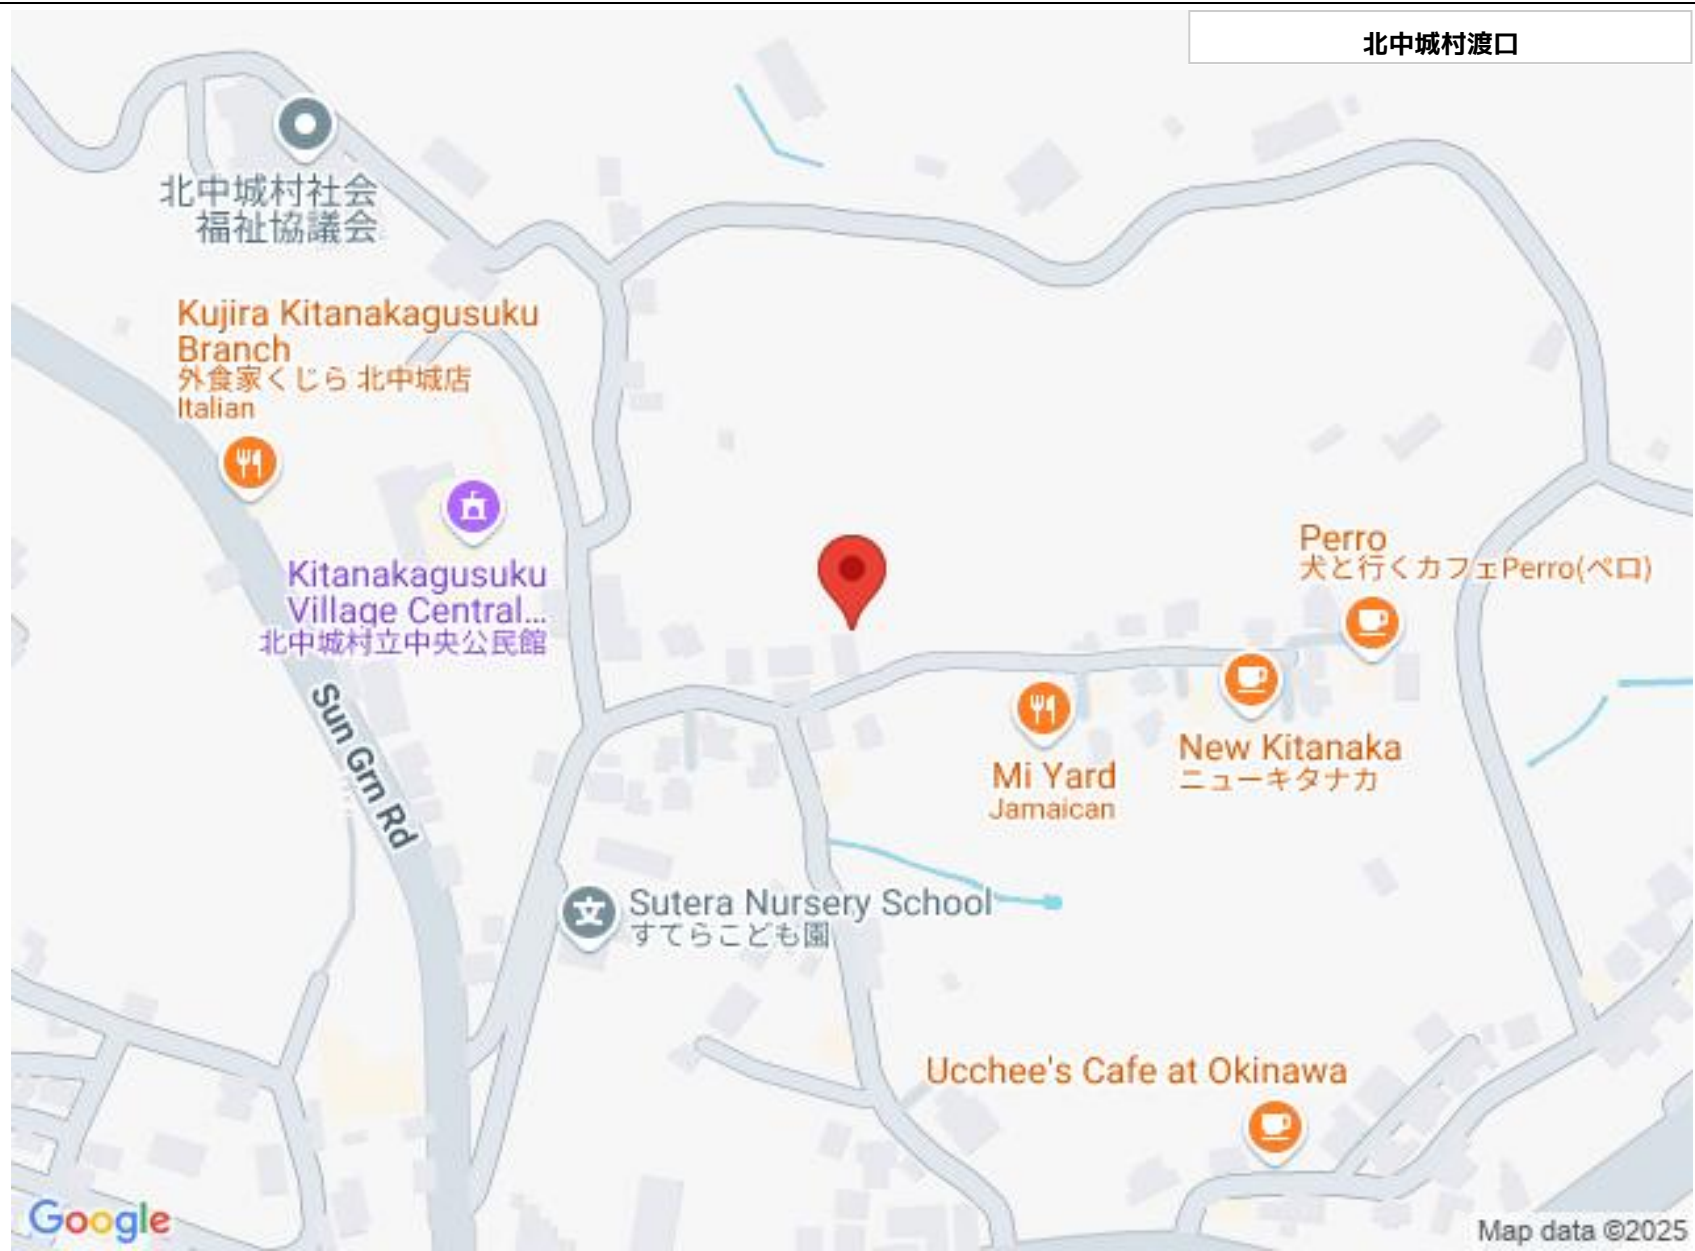 北中城村渡口
北中城村社会
福祉協議会
Kujira Kitanakagusuku
Branch
外食家くじら 北中城店
Italian
Kitanakagusuku
Village Central...
北中城村立中央公民館
Perro
犬と行くカフェPerro(ペロ)
Mi Yard
Jamaican
New Kitanaka
ニューキタナカ
Sun Grn Rd
Sutera Nursery School
すてらこども園
Ucchee's Cafe at Okinawa
Google
Map data ©2025